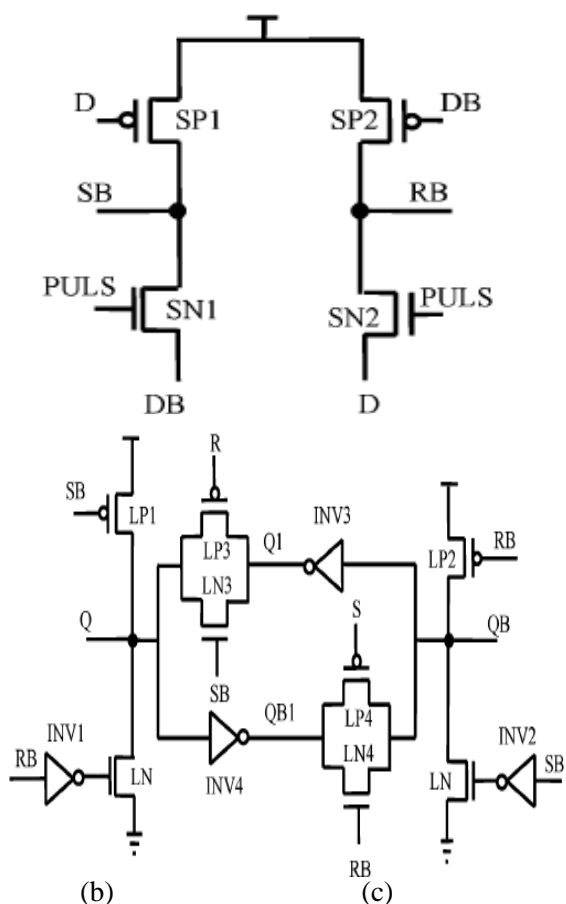 D SP1 SP2 DB
SB RB
PULS SN1 SN2 PULS
DB D
R
SB LP1 LP3 Q1 INV3 LP2 RB
LN3
Q S QB
SB QB1 LP4
INV1 INV4 LN4 INV2
RB LN LN SB
RB
(b) (c)